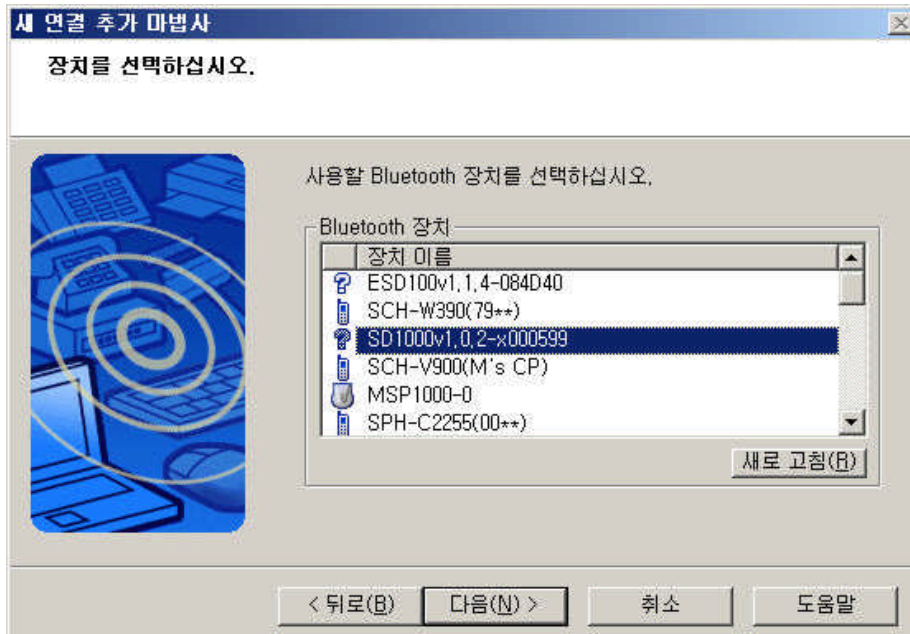 새 연결 추가 마법사
장치를 선택하십시오.
사용할 Bluetooth 장치를 선택하십시오.
Bluetooth 장치
장치 이름
ESD100v1.1.4-084D40
SCH-W390(79**)
SD1000v1.0.2-x000599
SCH-V900(M's CP)
MSP1000-0
SPH-C2255(00**)
새로 고침(R)
< 뒤로(B) 다음(N) > 취소 도움말